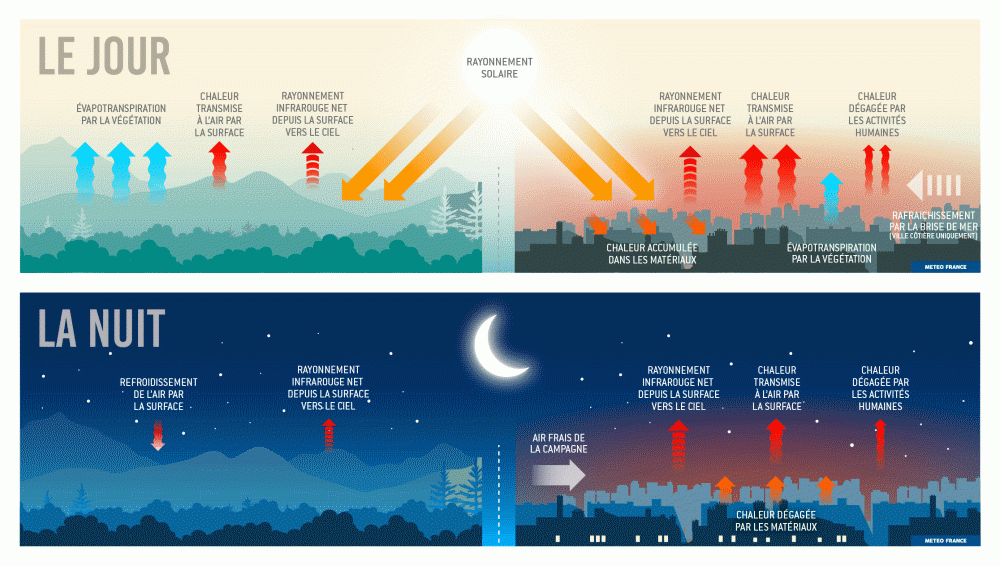 LE JOUR
RAYONNEMENT
SOLAIRE
ÉVAPOTRANSPIRATION
PAR LA VÉGÉTATION
CHALEUR
TRANSMISE
À L'AIR PAR
LA SURFACE
RAYONNEMENT
INFRAROUGE NET
DEPUIS LA SURFACE
VERS LE CIEL
RAYONNEMENT
INFRAROUGE NET
DEPUIS LA SURFACE
VERS LE CIEL
CHALEUR
TRANSMISE
À L'AIR PAR
LA SURFACE
CHALEUR
DÉGAGÉE PAR
LES ACTIVITÉS
HUMAINES
RAFRAICHISSEMENT
PAR LA BRISE DE MER
(VILLE CÔTIÈRE UNIQUEMENT)
CHALEUR ACCUMULÉE
DANS LES MATÉRIAUX
ÉVAPOTRANSPIRATION
PAR LA VÉGÉTATION
METEO FRANCE
LA NUIT
REFROIDISSEMENT
DE L'AIR PAR
LA SURFACE
RAYONNEMENT
INFRAROUGE NET
DEPUIS LA SURFACE
VERS LE CIEL
AIR FRAIS DE
LA CAMPAGNE
RAYONNEMENT
INFRAROUGE NET
DEPUIS LA SURFACE
VERS LE CIEL
CHALEUR
TRANSMISE
À L'AIR PAR
LA SURFACE
CHALEUR
DÉGAGÉE PAR
LES ACTIVITÉS
HUMAINES
CHALEUR DÉGAGÉE
PAR LES MATÉRIAUX
METEO FRANCE